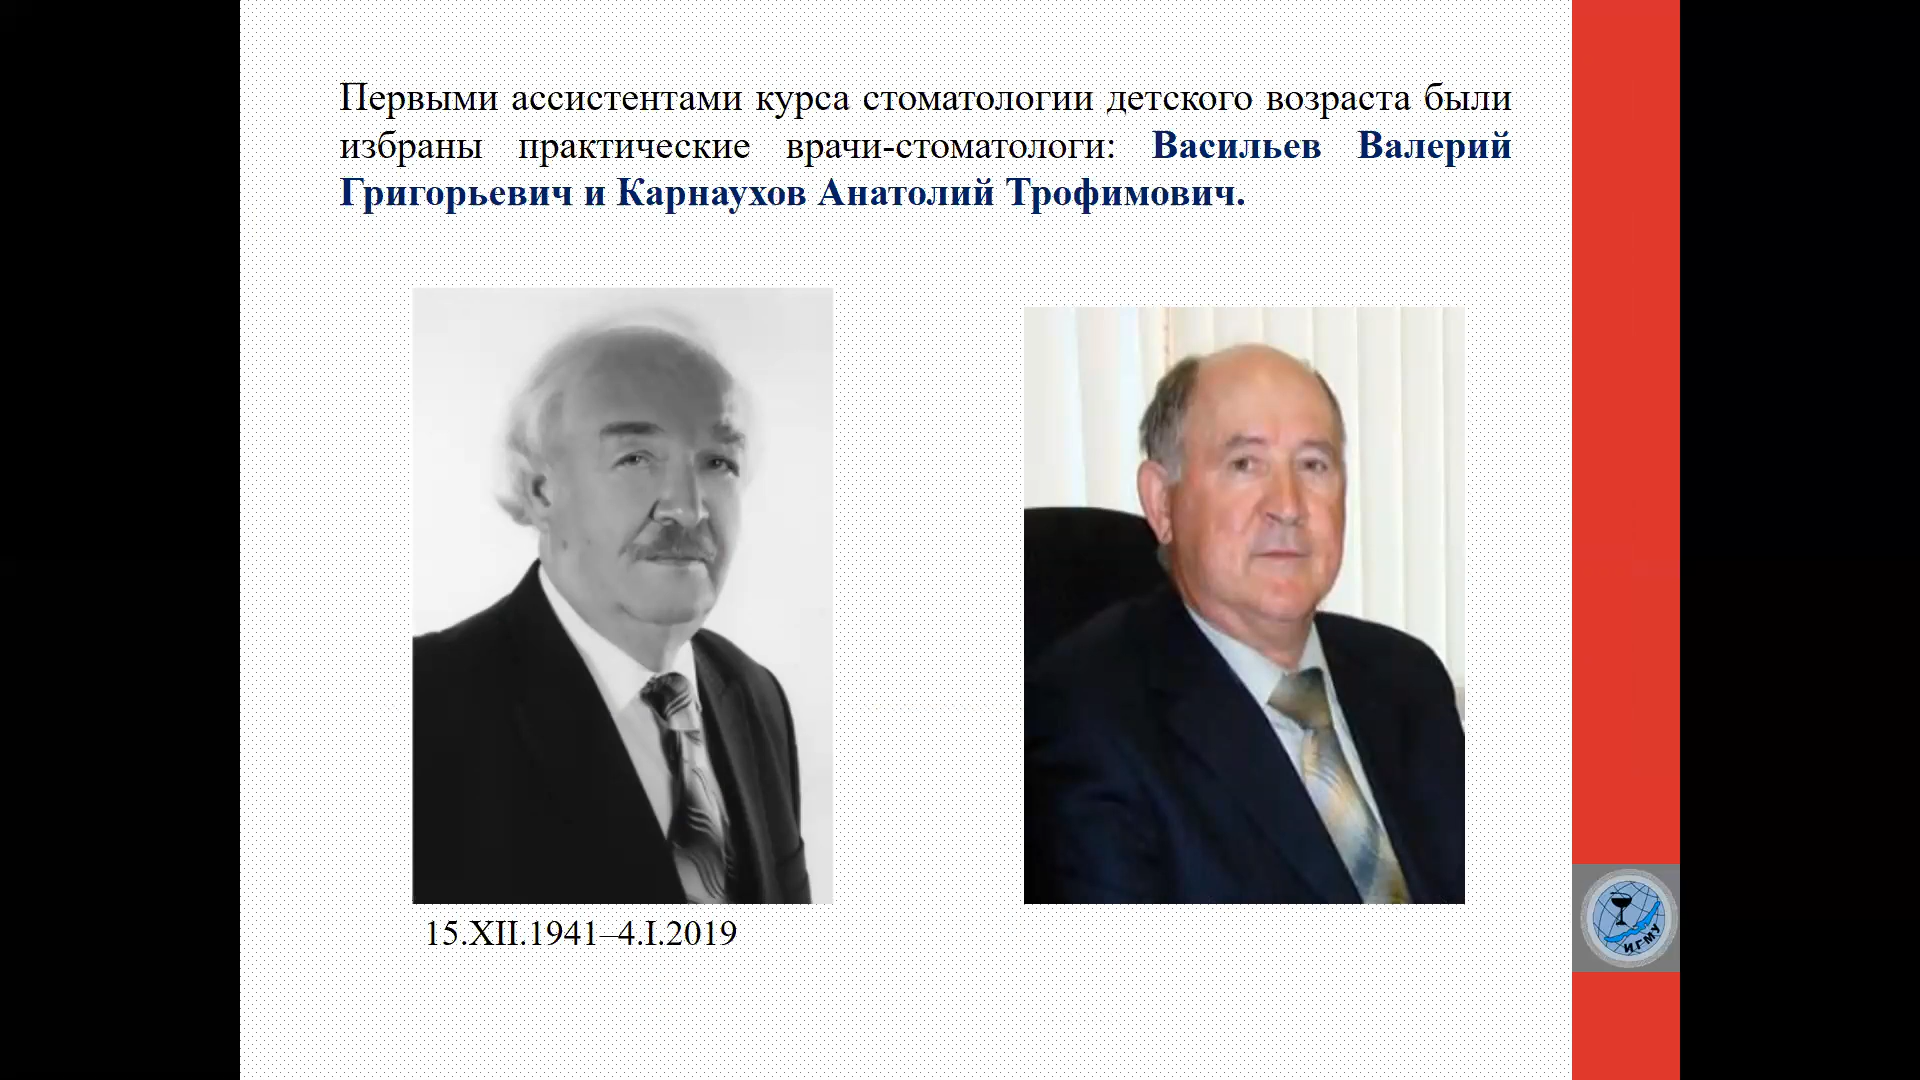 Первыми ассистентами курса стоматологии детского возраста были
избраны практические врачи-стоматологи: Васильев Валерий
Григорьевич и Карнаухов Анатолий Трофимович.
15.XII.1941–4.I.2019
ИГМУ